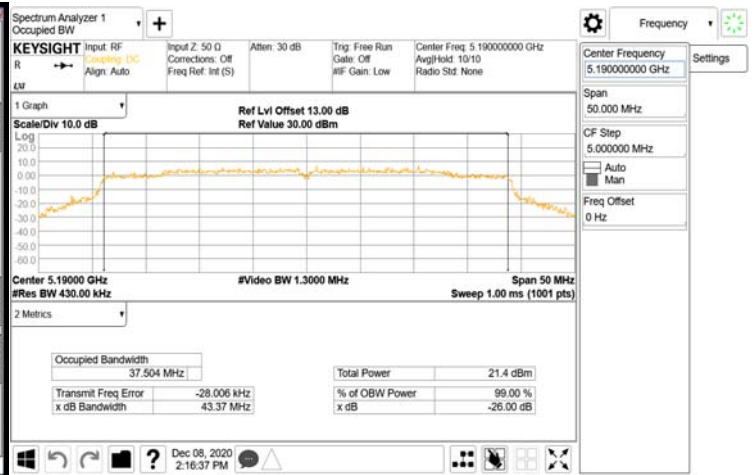 Spectrum Analyzer 1
Occupied BW
Frequency
KEYSIGHT
R
LXI
Input: RF
Coupling: DC
Align: Auto
Input Z: 50 Ω
Corrections: Off
Freq Ref: Int (S)
Atten: 30 dB
Trig: Free Run
Gate: Off
#IF Gain: Low
Center Freq: 5.190000000 GHz
Avg|Hold: 10/10
Radio Std: None
Center Frequency
5.190000000 GHz
Settings
Span
50.000 MHz
CF Step
5.000000 MHz
Auto
Man
Freq Offset
0 Hz
1 Graph
Scale/Div 10.0 dB
Ref Lvl Offset 13.00 dB
Ref Value 30.00 dBm
Log
20.0
10.0
0.00
-10.0
-20.0
-30.0
-40.0
-50.0
-60.0
Center 5.19000 GHz
#Res BW 430.00 kHz
#Video BW 1.3000 MHz
Span 50 MHz
Sweep 1.00 ms (1001 pts)
2 Metrics
Occupied Bandwidth
37.504 MHz
Transmit Freq Error -28.006 kHz
x dB Bandwidth 43.37 MHz
Total Power 21.4 dBm
% of OBW Power 99.00 %
x dB -26.00 dB
?
Dec 08, 2020
2:16:37 PM